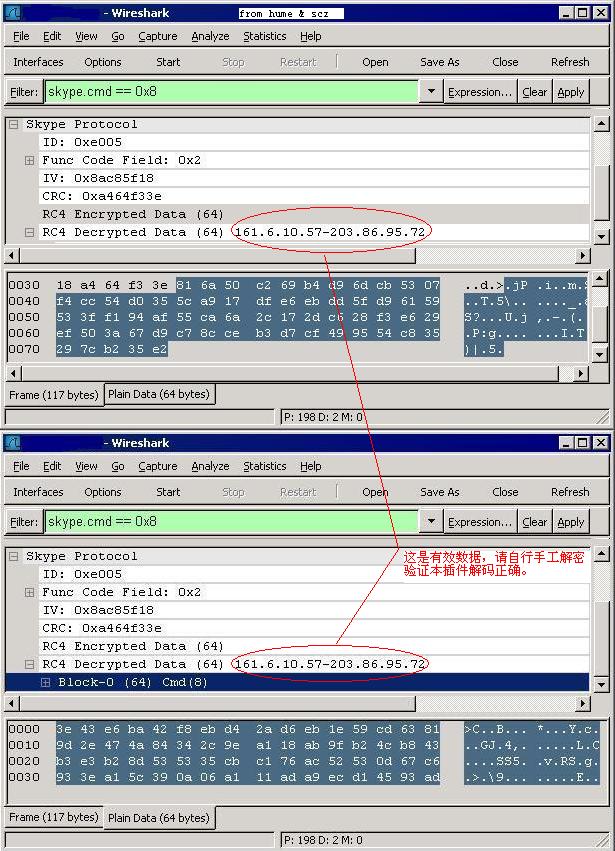 - Wireshark from hume & scz
File Edit View Go Capture Analyze Statistics Help
Interfaces Options Start Stop Restart Open Save As Close Refresh
Filter: skype.cmd == 0x8 Expression... Clear Apply
Skype Protocol
ID: 0xe005
Func Code Field: 0x2
IV: 0x8ac85f18
CRC: 0xa464f33e
RC4 Encrypted Data (64)
RC4 Decrypted Data (64) 161.6.10.57-203.86.95.72
0030 18 a4 64 f3 3e 81 6a 50 c2 69 b4 d9 6d cb 53 07 ..d.>.jP .i..m.S
0040 f4 cc 54 d0 35 5c a9 17 df e6 eb dd 5f d9 61 59 ..T.5\.. ...._.a
0050 53 3f f1 94 af 55 ca 6a 2c 17 2d c6 28 f3 e6 29 S?...U.j ,.-.(.
0060 ef 50 3a 67 d9 c7 8c ce b3 d7 cf 49 95 54 c8 35 .P:g.... ...I.T
0070 29 7c b2 35 e2 )|.5.
Frame (117 bytes) Plain Data (64 bytes)
P: 198 D: 2 M: 0
- Wireshark
File Edit View Go Capture Analyze Statistics Help
Interfaces Options Start Stop Restart Open Save As Close Refresh
Filter: skype.cmd == 0x8 Expression... Clear Apply
Skype Protocol
这是有效数据，请自行手工解密
验证本插件解码正确。
ID: 0xe005
Func Code Field: 0x2
IV: 0x8ac85f18
CRC: 0xa464f33e
RC4 Encrypted Data (64)
RC4 Decrypted Data (64) 161.6.10.57-203.86.95.72
Block-0 (64) Cmd(8)
0000 3e 43 e6 ba 42 f8 eb d4 2a d6 eb 1e 59 cd 63 81 >C..B... *...Y.c.
0010 9d 2e 47 4a 84 34 2c 9e a1 18 ab 9f b2 4c b8 43 ..GJ.4,. .....L.C
0020 b3 e3 b2 8d 53 53 35 cb c1 76 ac 52 53 0d 67 c6 ....SS5. .v.RS.g.
0030 93 3e a1 5c 39 0a 06 a1 11 ad a9 ec d1 45 93 ad .>.\9... .....E..
Frame (117 bytes) Plain Data (64 bytes)
P: 198 D: 2 M: 0